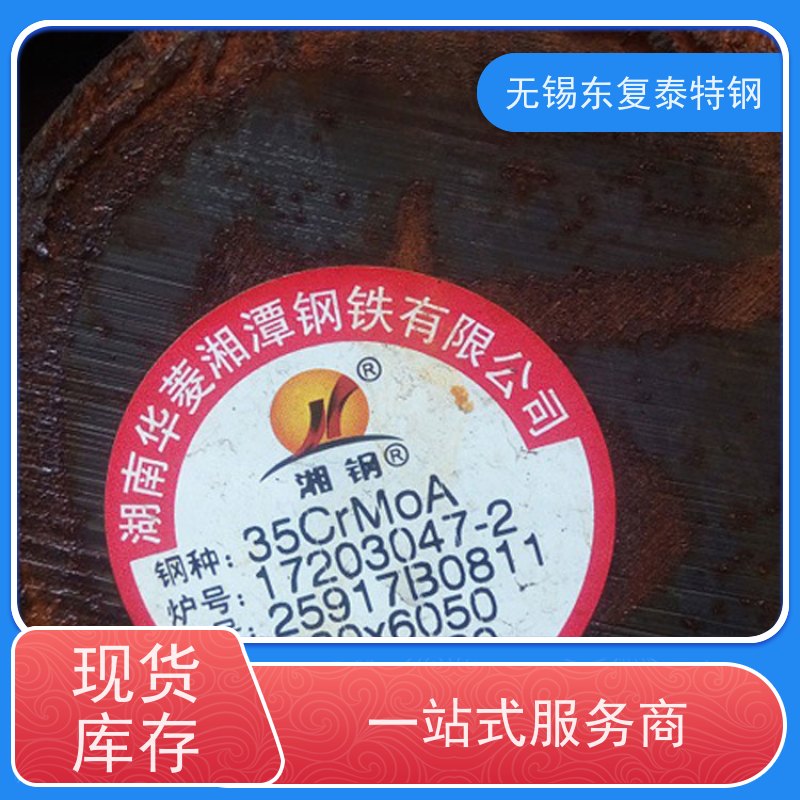 无锡东复泰特钢
湖南华菱湘潭钢铁有限公司
®
湘钢®
钢种：35CrMoA
炉号：17203047-2
25917B0811
x6050
现货
库存
一站式服务商